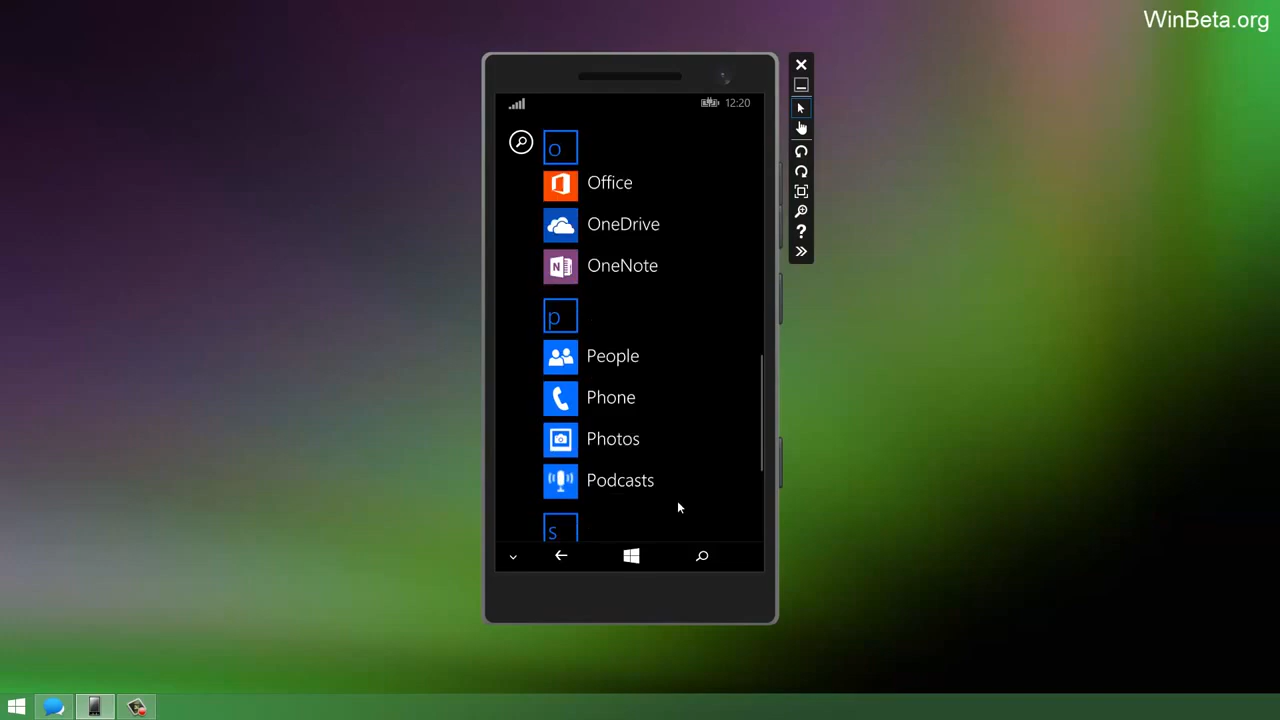 WinBeta.org
12:20
o
Office
OneDrive
N
OneNote
p
People
Phone
Photos
Podcasts
s
?